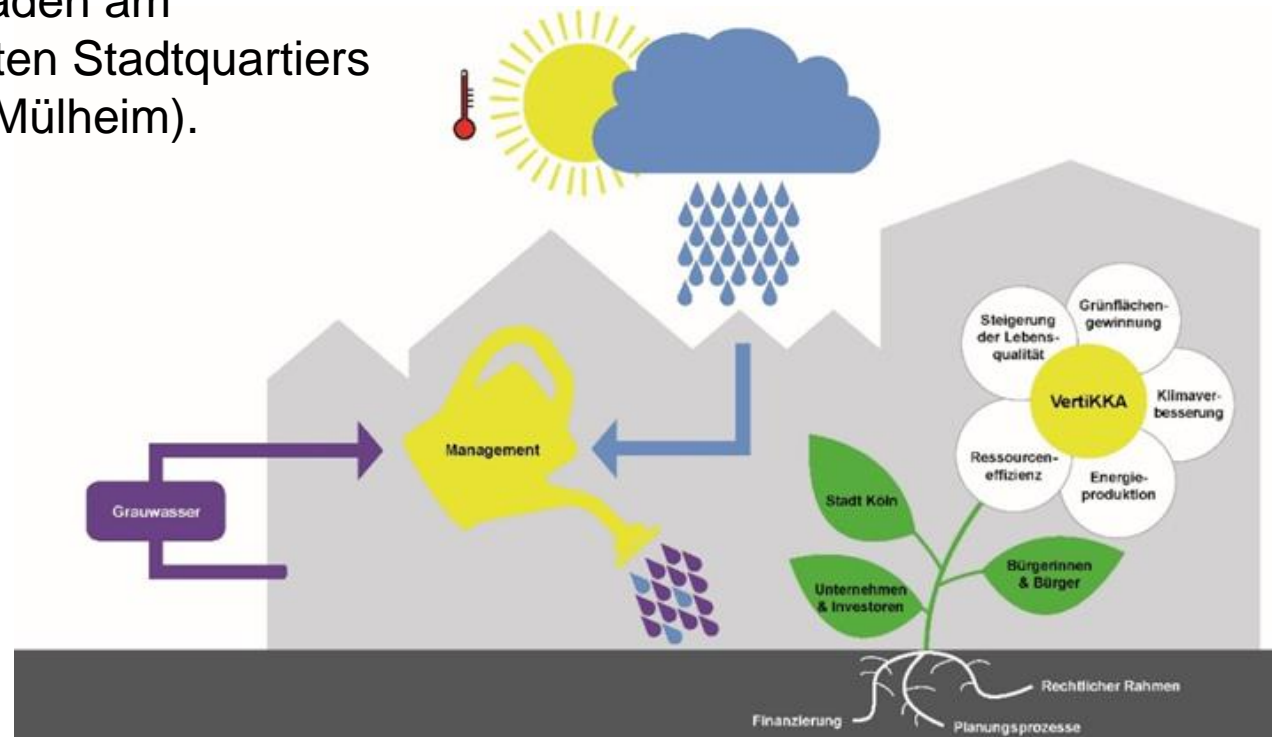 aden am
ten Stadtquartiers
Mülheim).
Steigerung
der Lebens-
qualität
Grünflächen-
gewinnung
VertiKKA
Klimaver-
besserung
Ressourcen-
effizienz
Energie-
produktion
Management
Grauwasser
Stadt Köln
Unternehmen
& Investoren
Bürgerinnen
& Bürger
Rechtlicher Rahmen
Finanzierung
Planungsprozesse